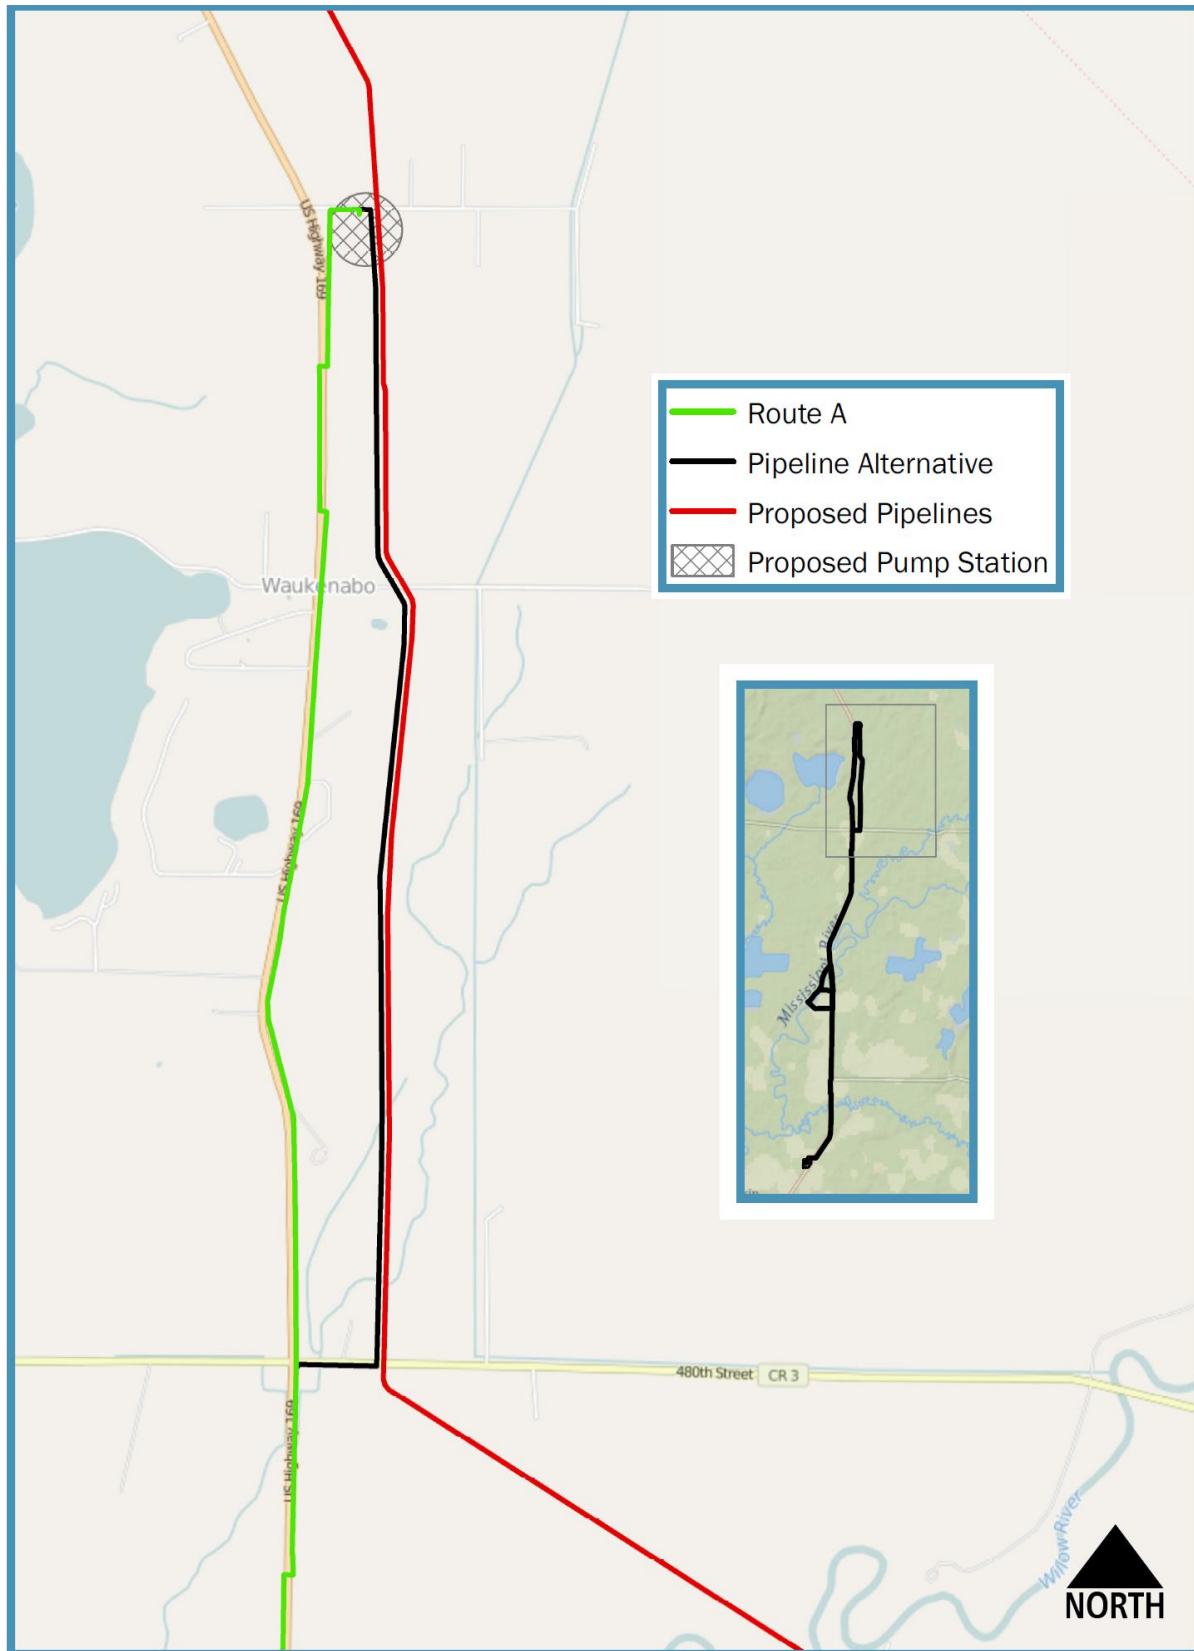 US Highway 169
Route A
Pipeline Alternative
Proposed Pipelines
Proposed Pump Station
Waukenabo
US Highway 169
Mississippi River
480th Street
CR 3
US Highway 169
Willow River
NORTH